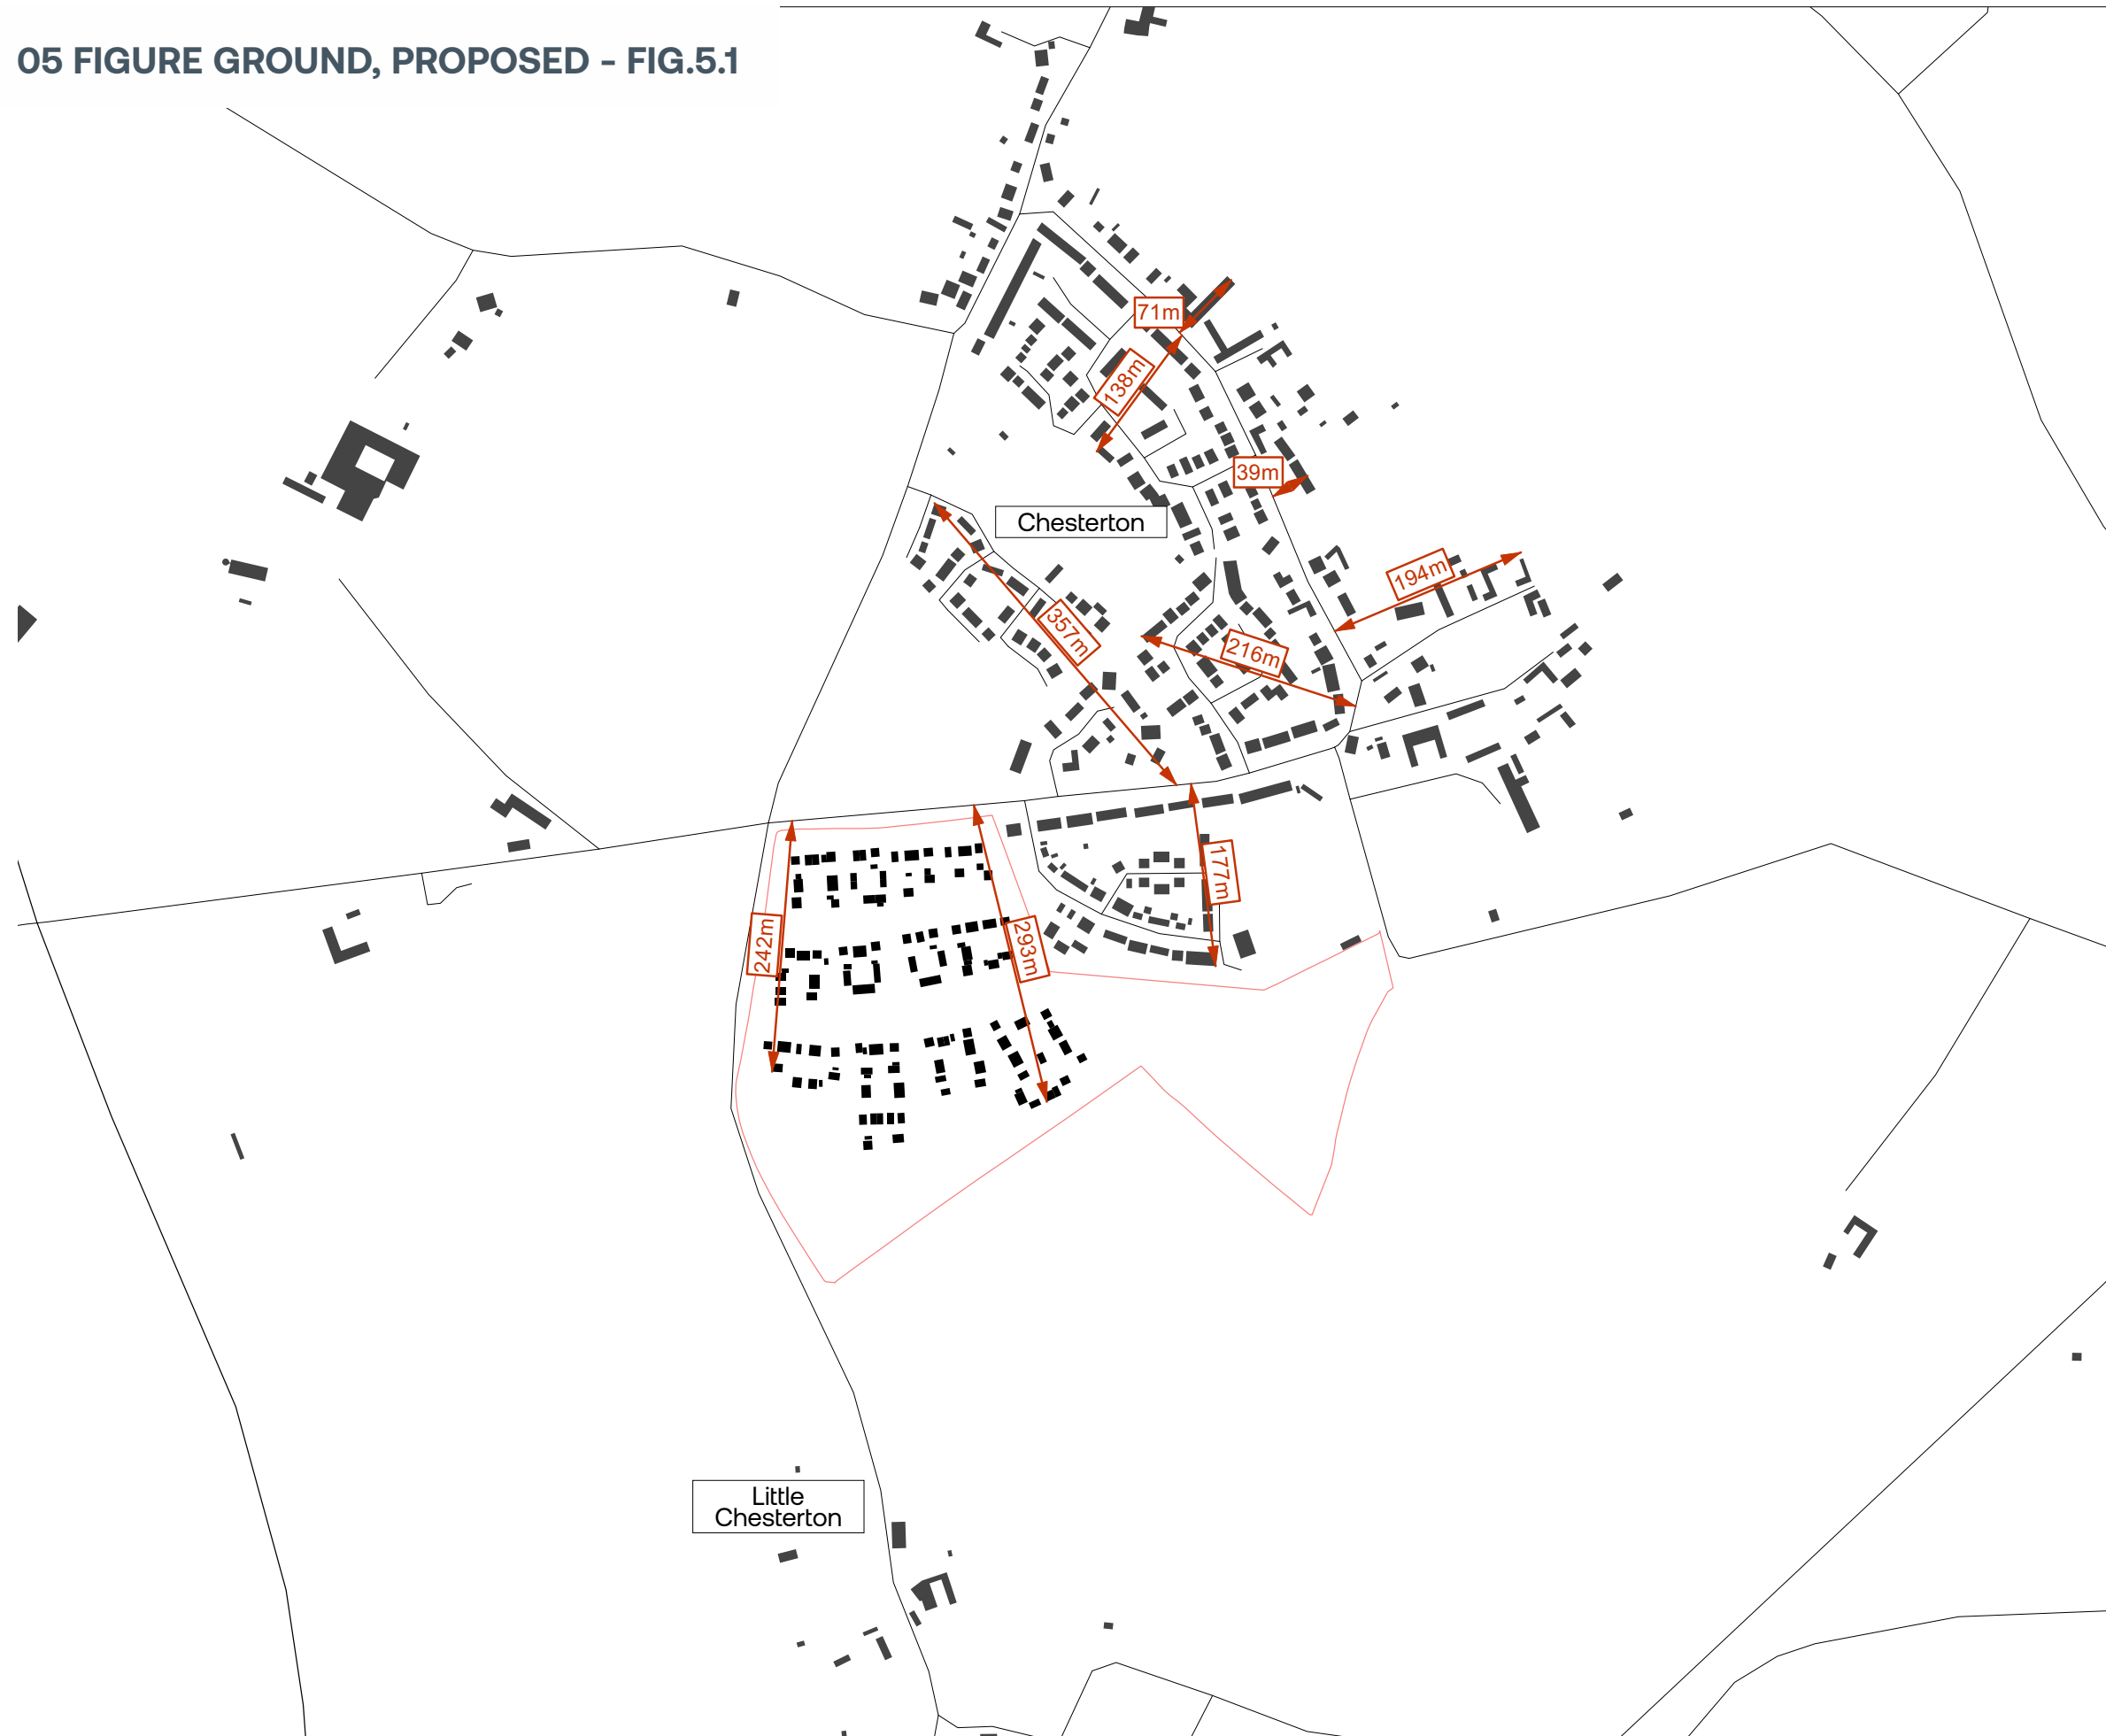 05 FIGURE GROUND, PROPOSED - FIG.5.1
71m
138m
39m
Chesterton
194m
357m
216m
177m
242m
293m
Little
Chesterton